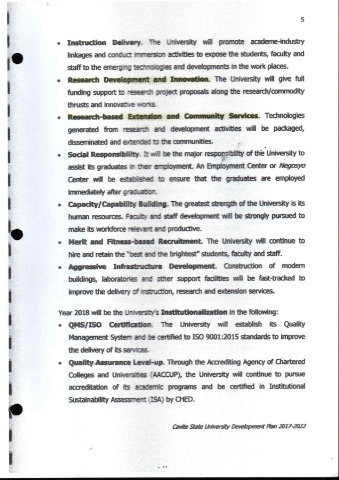 5
• Instruction Delivery. The University will promote academe-industry
linkages and conduct immersion activities to expose the students, faculty and
staff to the emerging technologies and developments in the work places.
• Research Development and Innovation. The University will give full
funding support to research project proposals along the research/commodity
thrusts and innovative works.
• Research-based Extension and Community Services. Technologies
generated from research and development activities will be packaged,
disseminated and extended to the communities.
• Social Responsibility. It will be the major responsibility of the University to
assist its graduates in their employment. An Employment Center or Negosyo
Center will be established to ensure that the graduates are employed
immediately after graduation.
• Capacity/Capability Building. The greatest strength of the University is its
human resources. Faculty and staff development will be strongly pursued to
make its workforce relevant and productive.
• Merit and Fitness-based Recruitment. The University will continue to
hire and retain the "best and the brightest" students, faculty and staff.
• Aggressive Infrastructure Development. Construction of modern
buildings, laboratories and other support facilities will be fast-tracked to
improve the delivery of instruction, research and extension services.
Year 2018 will be the University's Institutionalization in the following:
• QMS/ISO Certification. The University will establish its Quality
Management System and be certified to ISO 9001:2015 standards to improve
the delivery of its services.
• Quality Assurance Level-up. Through the Accrediting Agency of Chartered
Colleges and Universities (AACCUP), the University will continue to pursue
accreditation of its academic programs and be certified in Institutional
Sustainability Assessment (ISA) by CHED.
Cavite State University Development Plan 2017-2022